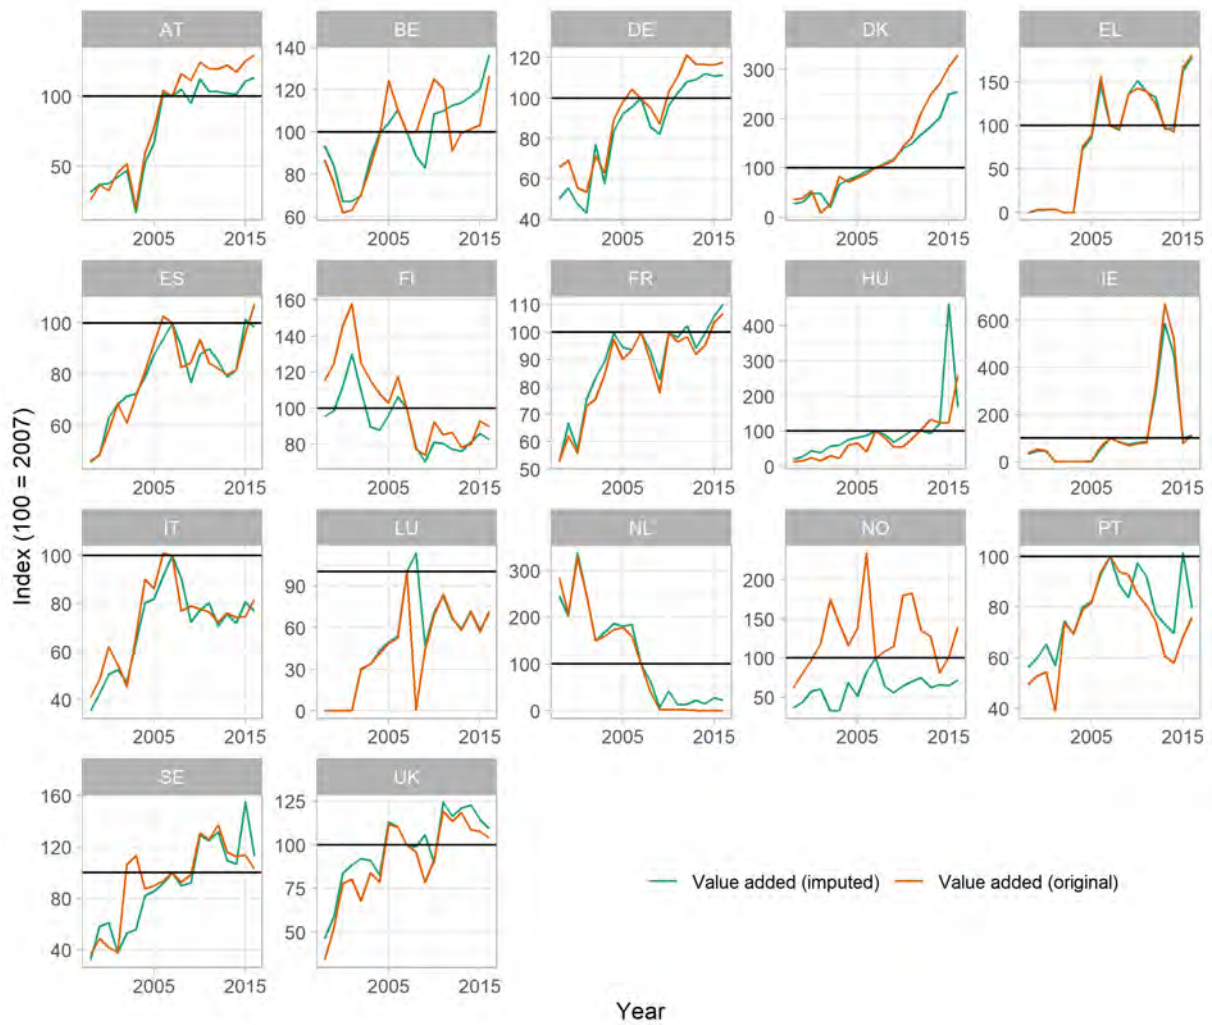 AT BE DE DK EL
100 50
140 120 100 80 60
120 100 80 60 40
300 200 100 0
150 100 50 0
2005 2015 2005 2015 2005 2015 2005 2015 2005 2015
ES FI FR HU IE
100 80 60
160 140 120 100 80
110 100 90 80 70 60 50
400 300 200 100 0
600 400 200 0
2005 2015 2005 2015 2005 2015 2005 2015 2005 2015
Index (100 = 2007)
IT LU NL NO PT
100 80 60 40
90 60 30 0
300 200 100 0
200 150 100 50
100 80 60 40
2005 2015 2005 2015 2005 2015 2005 2015 2005 2015
SE UK
160 120 80 40
125 100 75 50
2005 2015 2005 2015
Value added (imputed) Value added (original)
Year